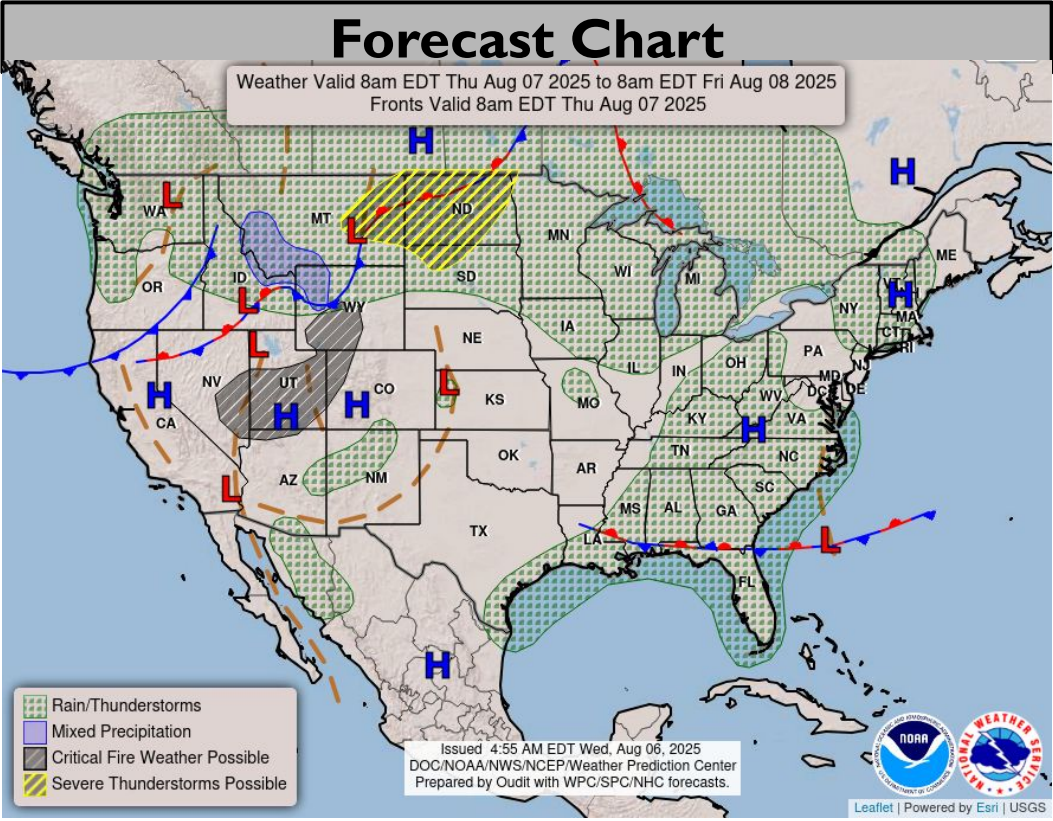 Forecast Chart
Weather Valid 8am EDT Thu Aug 07 2025 to 8am EDT Fri Aug 08 2025
Fronts Valid 8am EDT Thu Aug 07 2025
H
H
L
WA
MT
L
ND
MN
ME
OR
ID
L
SD
WI
MI
VT
H
WY
NY
MA
IA
CT
RI
L
NE
OH
PA
NJ
IL
IN
MD
DE
DC
NV
UT
CO
L
KS
MO
WV
H
H
H
CA
KY
VA
H
TN
NC
OK
AZ
NM
AR
L
SC
MS
AL
GA
TX
LA
L
FL
H
Rain/Thunderstorms
Mixed Precipitation
Critical Fire Weather Possible
Severe Thunderstorms Possible
Issued 4:55 AM EDT Wed, Aug 06, 2025
DOC/NOAA/NWS/NCEP/Weather Prediction Center
Prepared by Oudit with WPC/SPC/NHC forecasts.
NOAA
NATIONAL WEATHER SERVICE
Leaflet | Powered by Esri | USGS